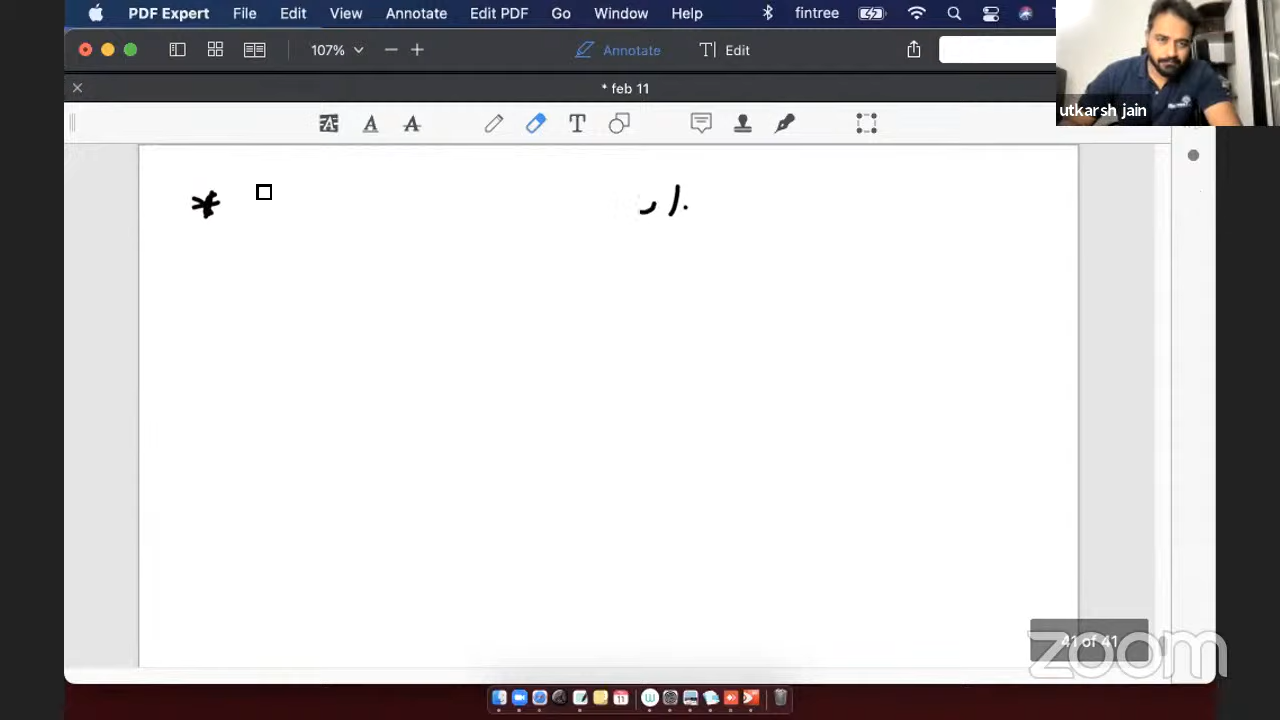 PDF Expert File Edit View Annotate Edit PDF Go Window Help fintree
107% Annotate T Edit
utkarsh jain
* feb 11
A A A T
*
41 of 41
zoom
11